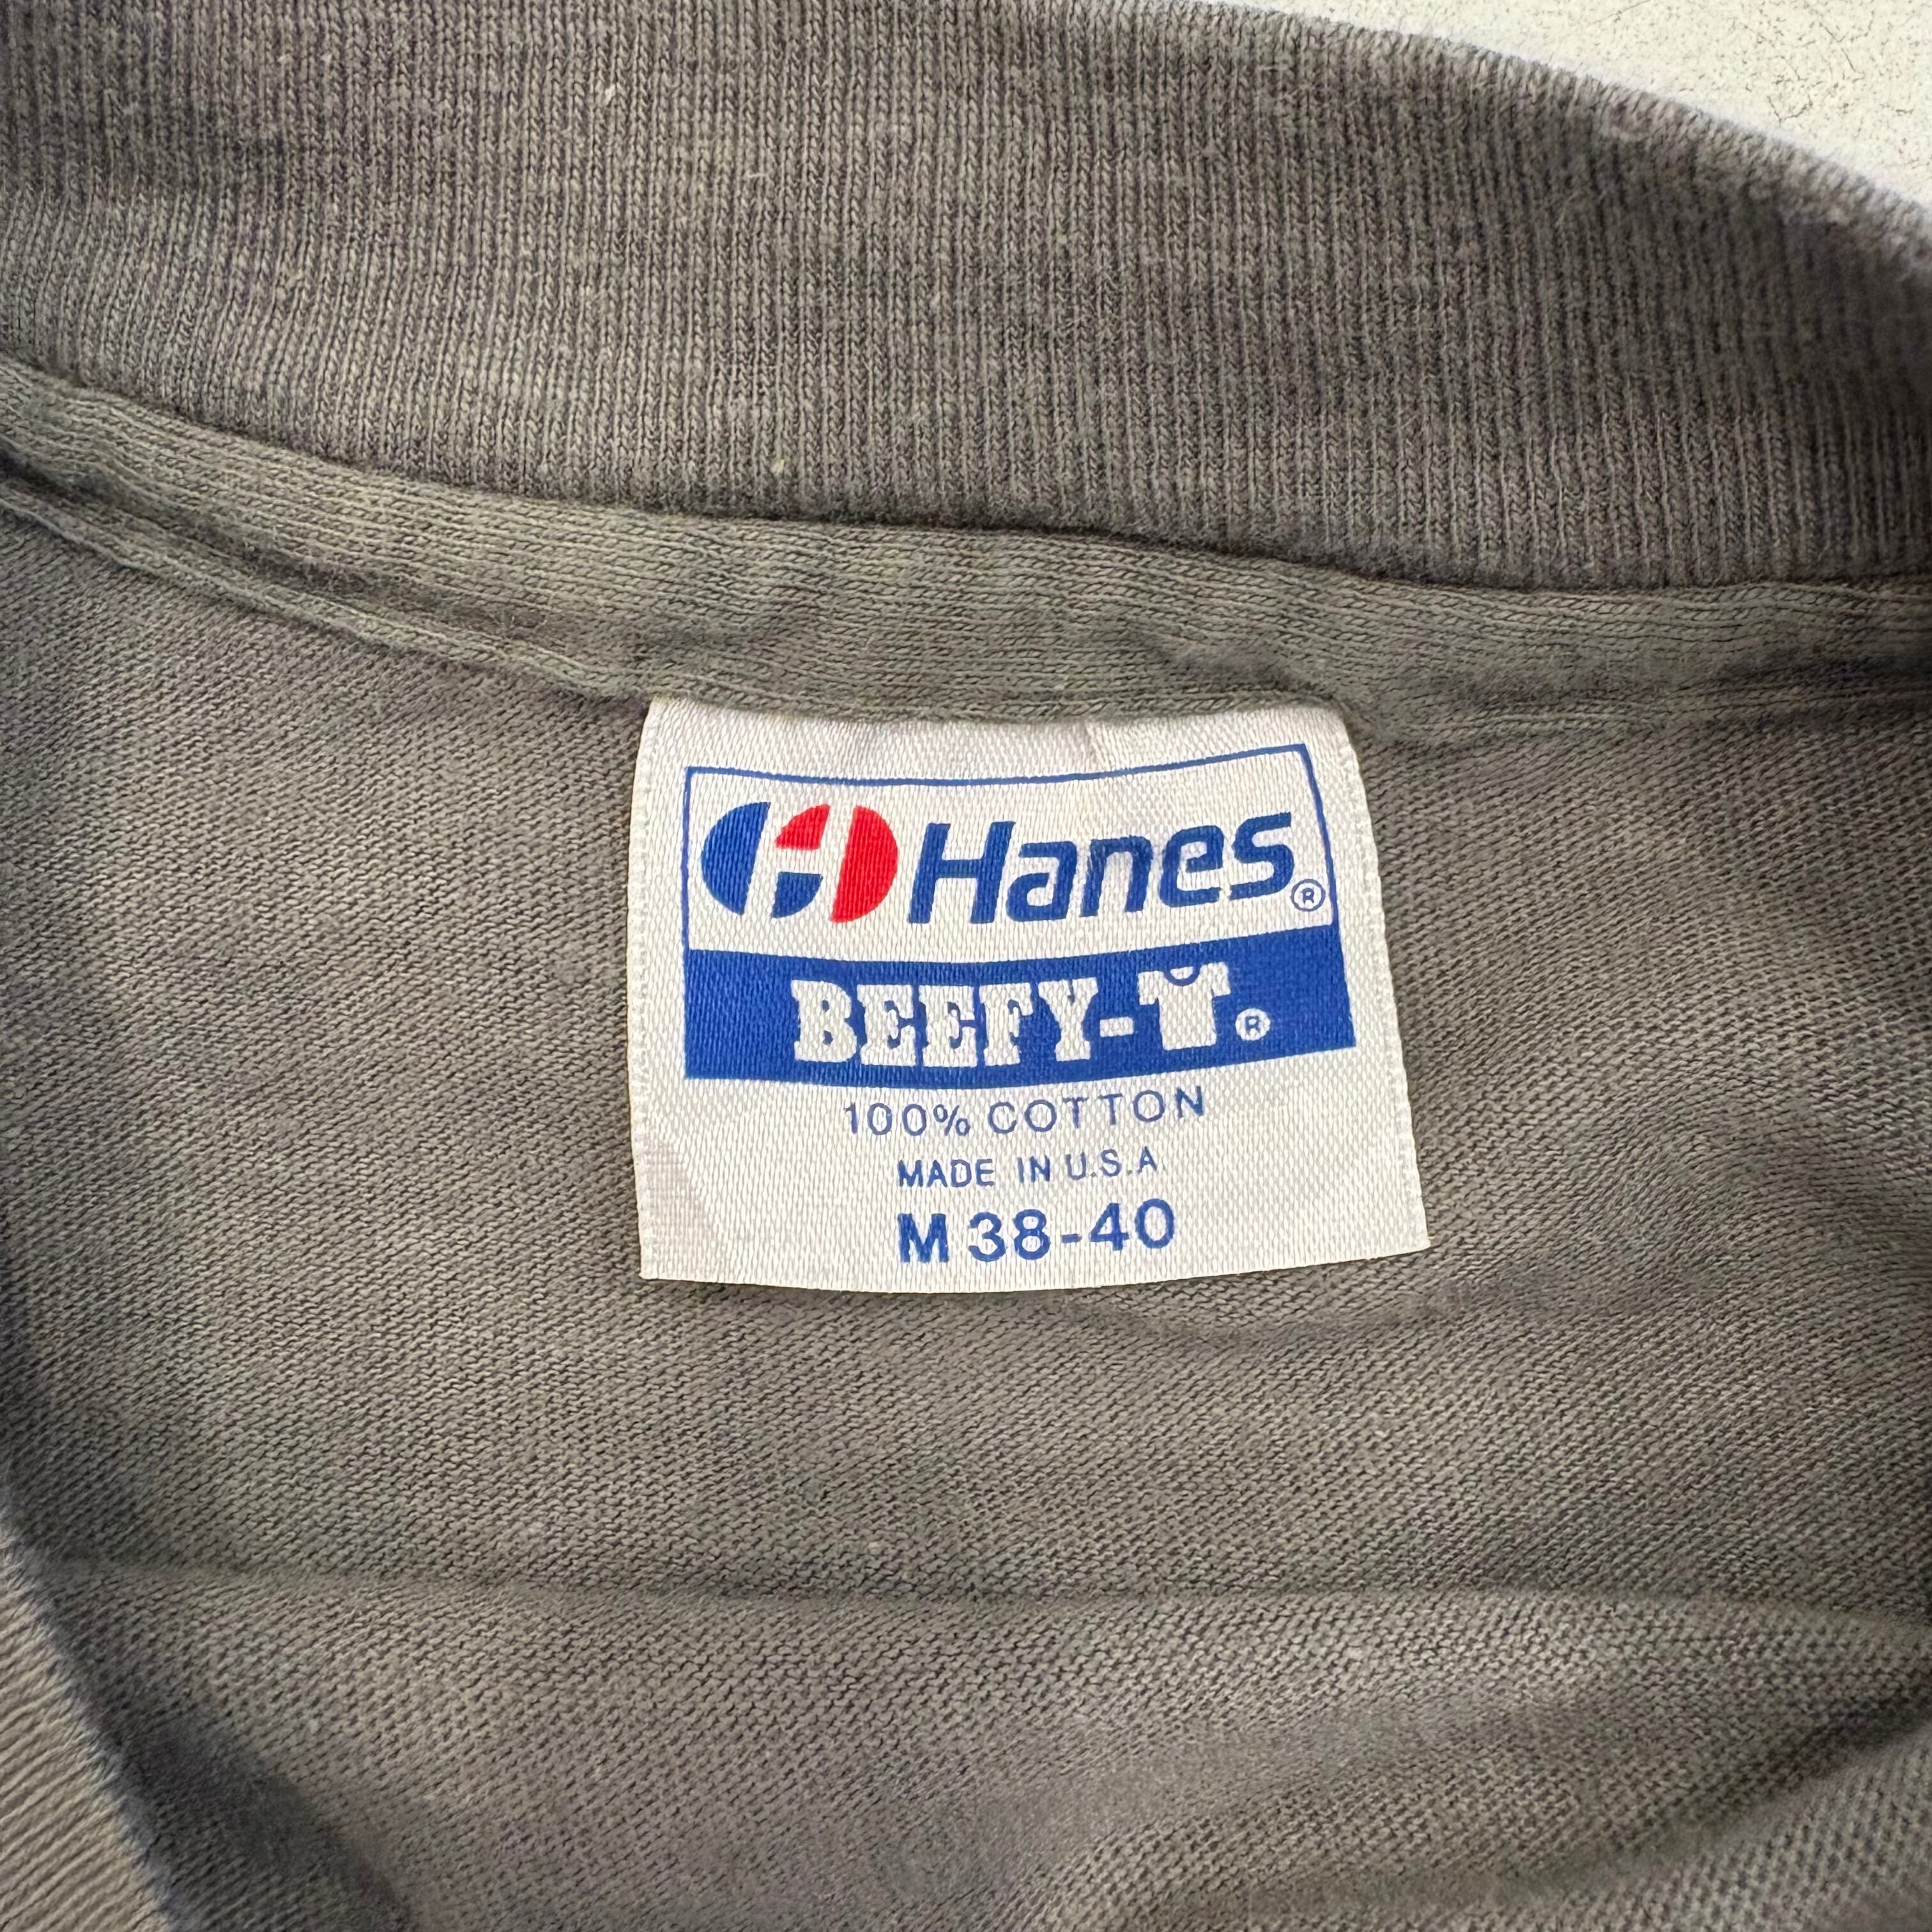 Hanes®
BEEFY-T®
100% COTTON
MADE IN U.S.A.
M 38-40